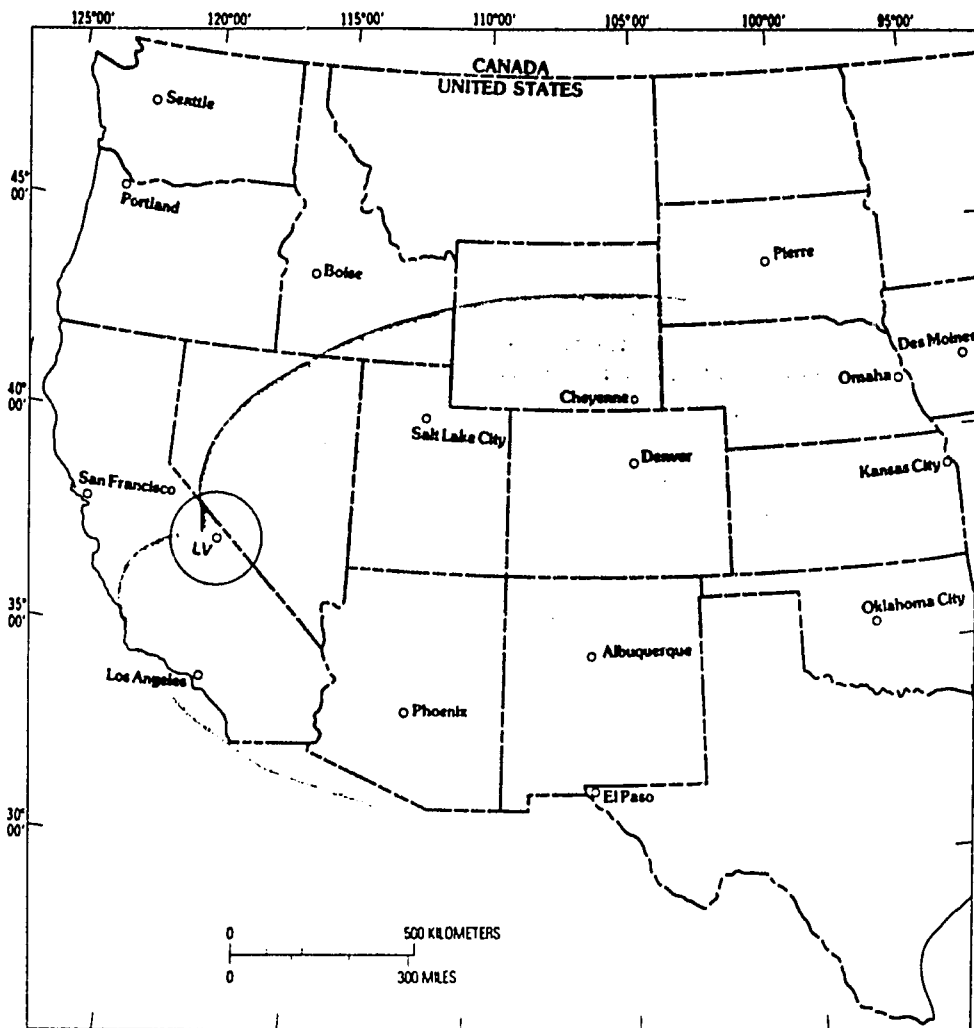 125°00' 120°00' 115°00' 110°00' 105°00' 100°00' 95°00'
CANADA
UNITED STATES
Seattle
45°
00'
Portland
Boise
Pierre
Des Moines
Omaha
40°
00'
Cheyenne
Salt Lake City
Denver
Kansas City
San Francisco
LV
35°
00'
Oklahoma City
Albuquerque
Los Angeles
Phoenix
El Paso
30°
00'
0 500 KILOMETERS
0 300 MILES